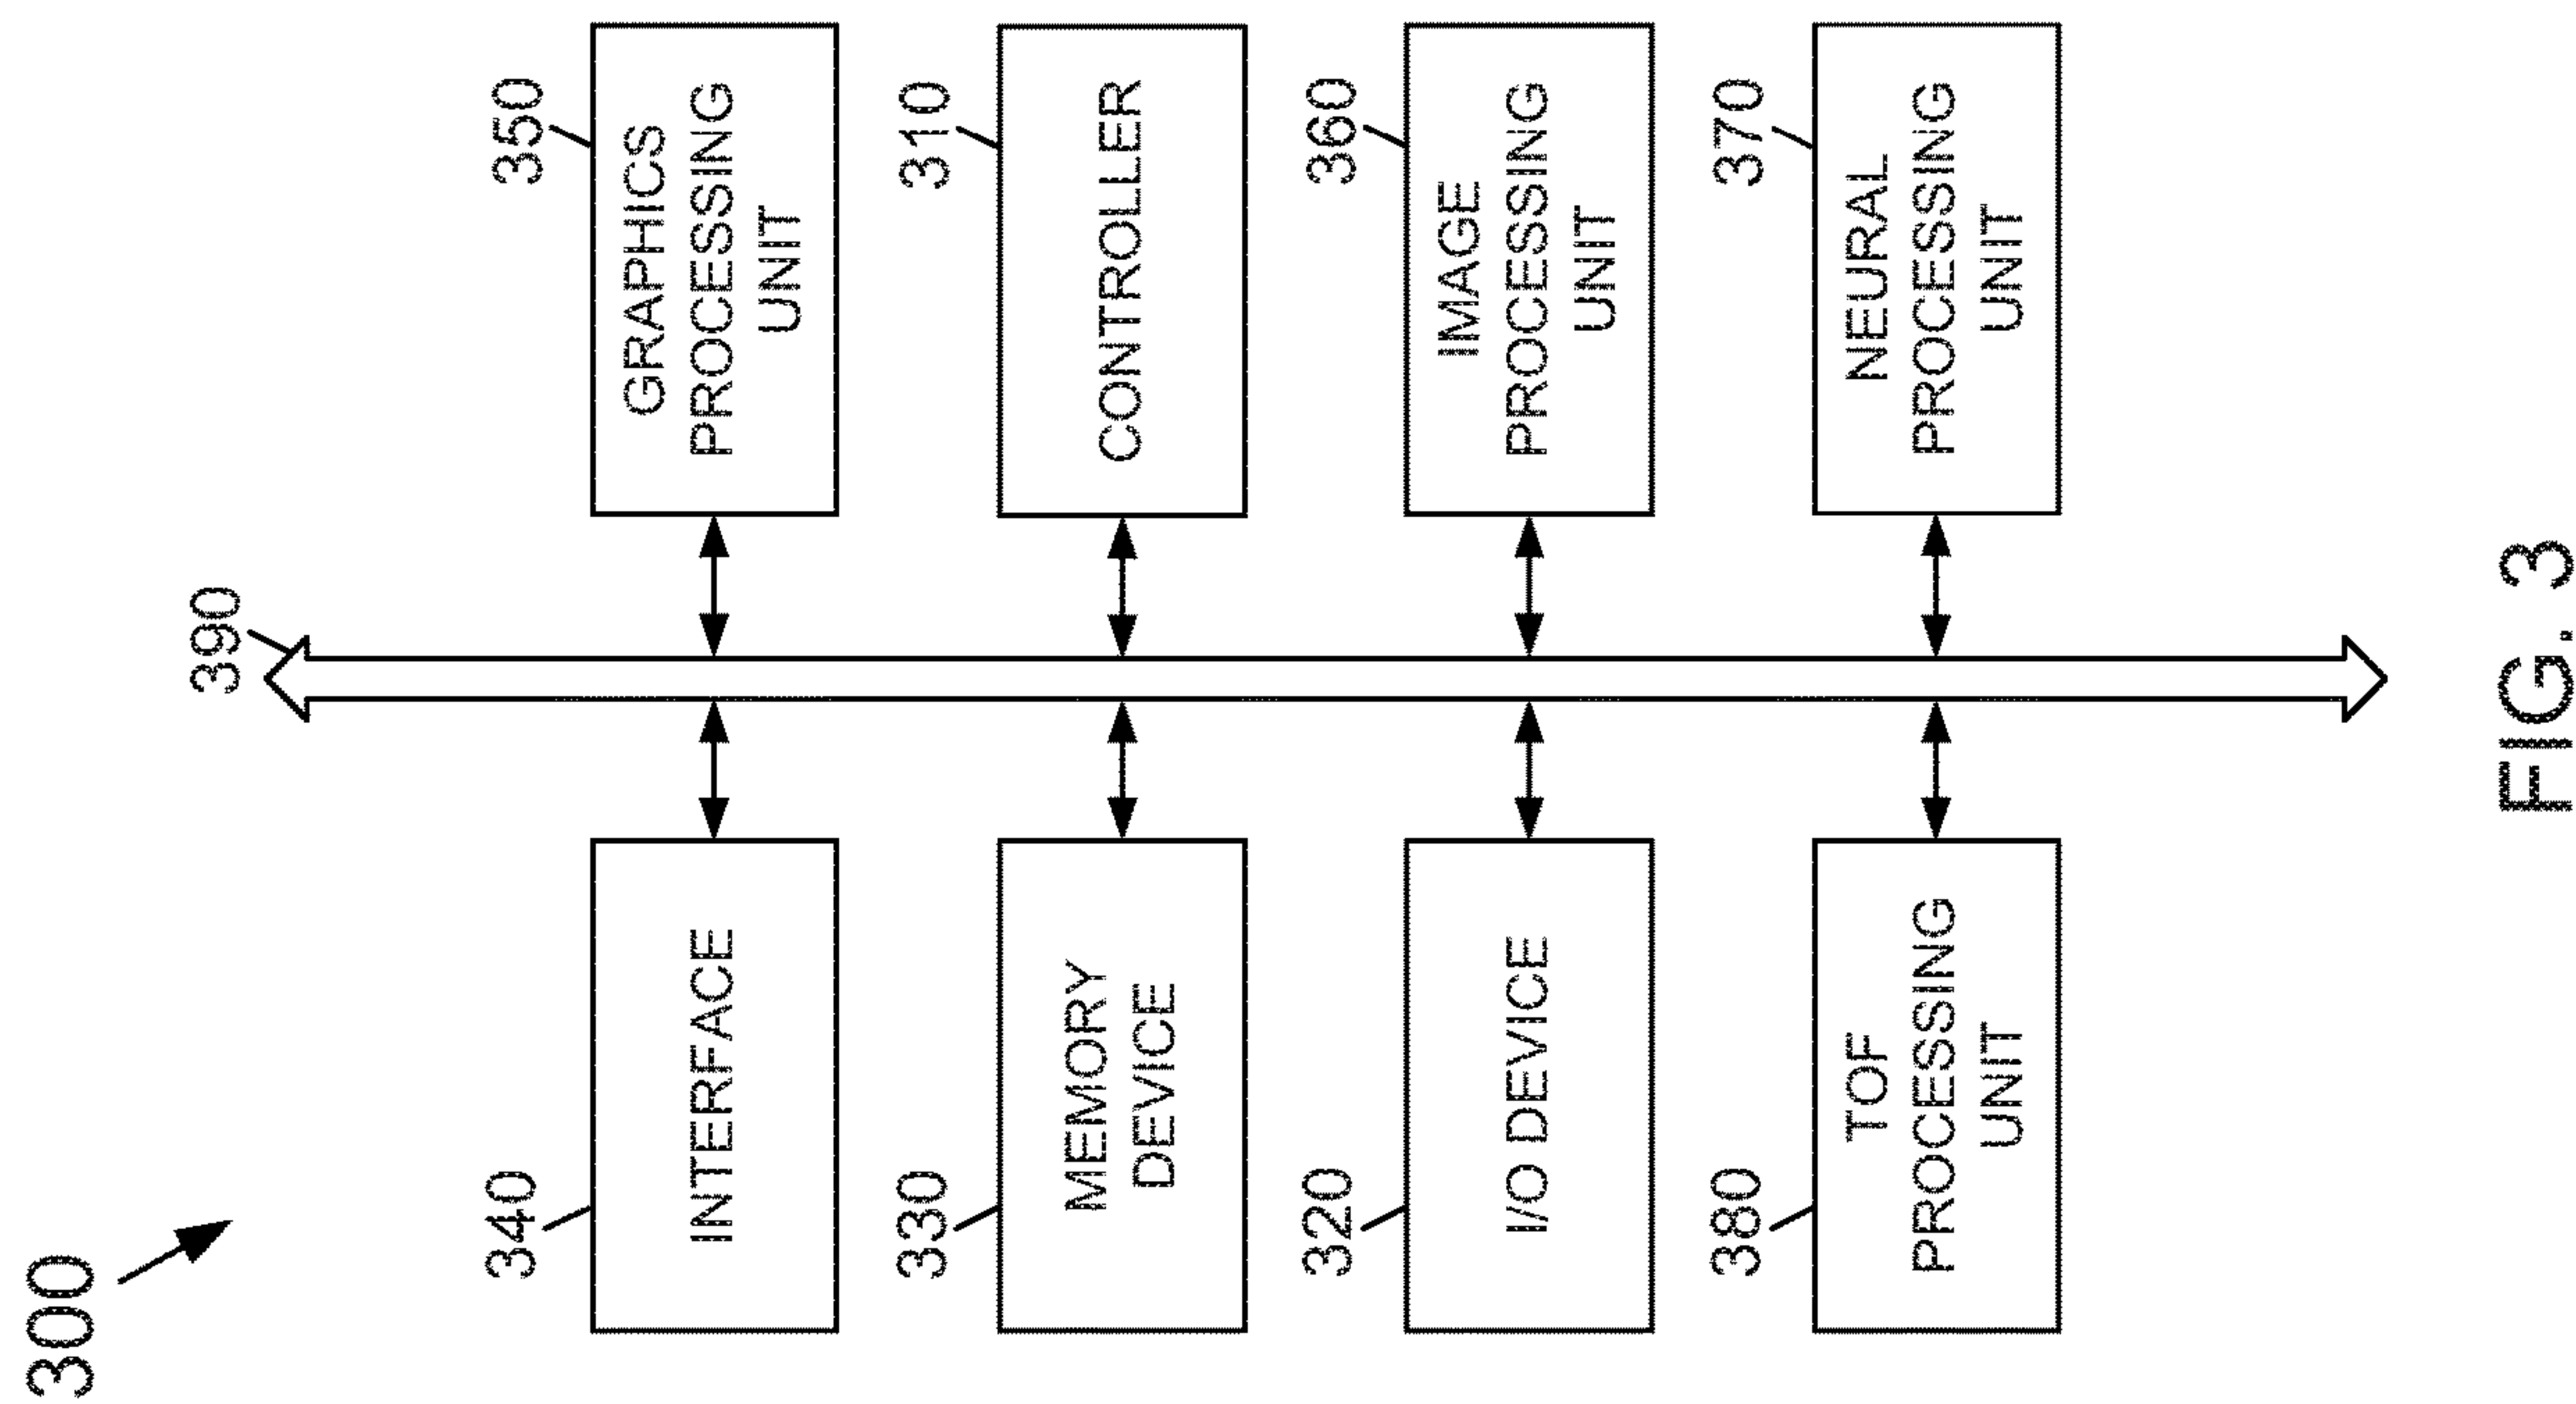 300
390
340
INTERFACE
330
MEMORY
DEVICE
320
I/O DEVICE
380
TOF
PROCESSING
UNIT
350
GRAPHICS
PROCESSING
UNIT
310
CONTROLLER
360
IMAGE
PROCESSING
UNIT
370
NEURAL
PROCESSING
UNIT
FIG. 3